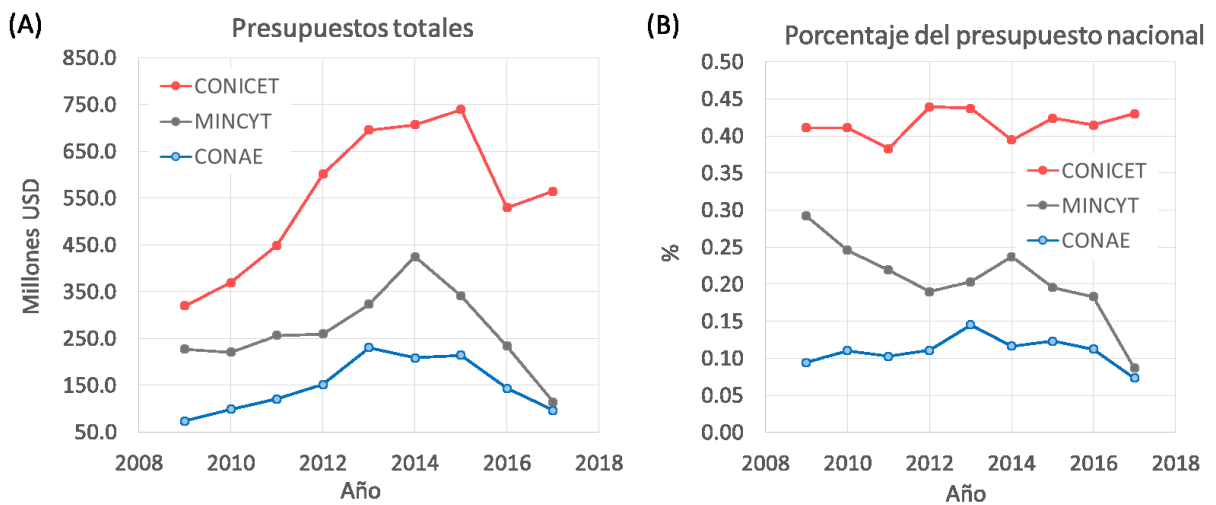 (A)
Presupuestos totales
850.0
750.0
650.0
550.0
450.0
350.0
250.0
150.0
50.0
Millones USD
CONICET
MINCYT
CONAE
2008 2010 2012 2014 2016 2018
Año
(B)
Porcentaje del presupuesto nacional
0.50
0.45
0.40
0.35
0.30
0.25
0.20
0.15
0.10
0.05
0.00
%
CONICET
MINCYT
CONAE
2008 2010 2012 2014 2016 2018
Año